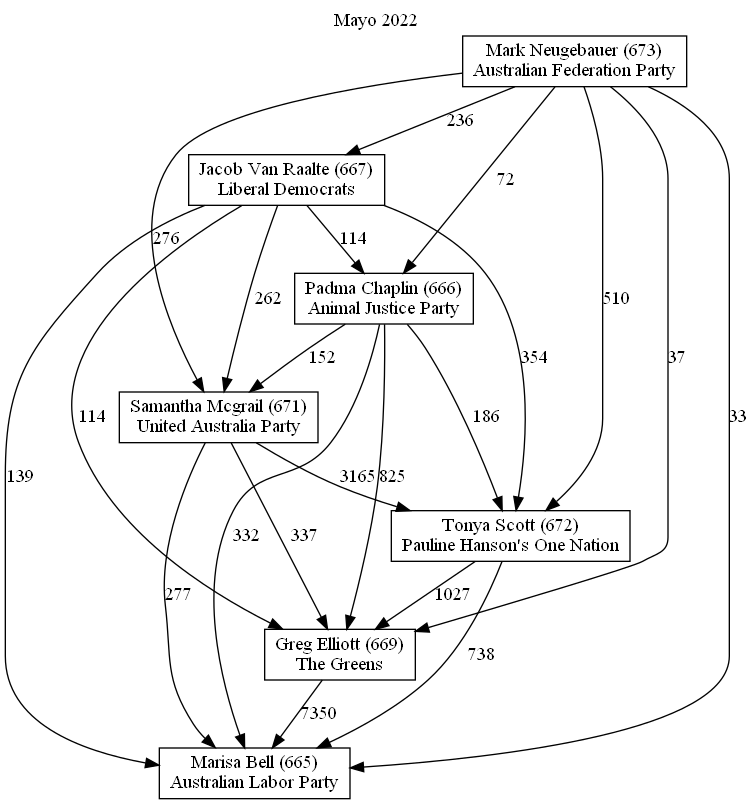 Mayo 2022
Mark Neugebauer (673)
Australian Federation Party
236
Jacob Van Raalte (667)
Liberal Democrats
72
276
114
Padma Chaplin (666)
Animal Justice Party
262
510
152
354
37
Samantha Mcgrail (671)
United Australia Party
114
186
33
139
3165
825
Tonya Scott (672)
Pauline Hanson's One Nation
332
337
277
1027
Greg Elliott (669)
The Greens
738
7350
Marisa Bell (665)
Australian Labor Party